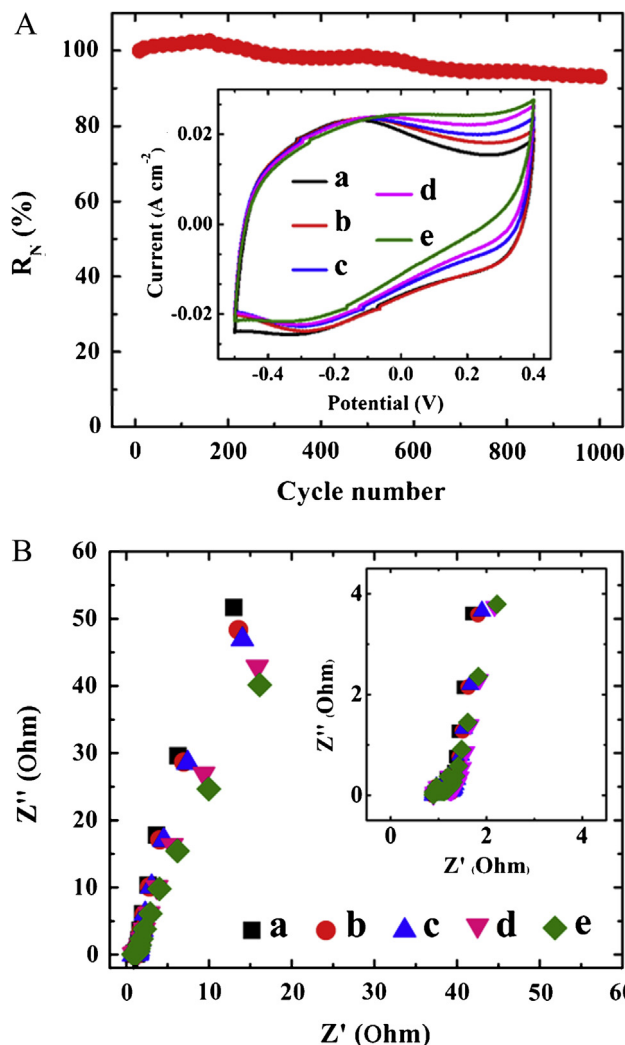 A
100
80
60
40
20
0
R_N (%)
0 200 400 600 800 1000
Cycle number
0.02
0.00
-0.02
Current (A cm⁻²)
a
b
c
d
e
-0.4 -0.2 0.0 0.2 0.4
Potential (V)
B
60
50
40
30
20
10
0
Z'' (Ohm)
4
2
0
Z'' (Ohm)
0 2 4
Z' (Ohm)
a b c d e
0 10 20 30 40 50 60
Z' (Ohm)